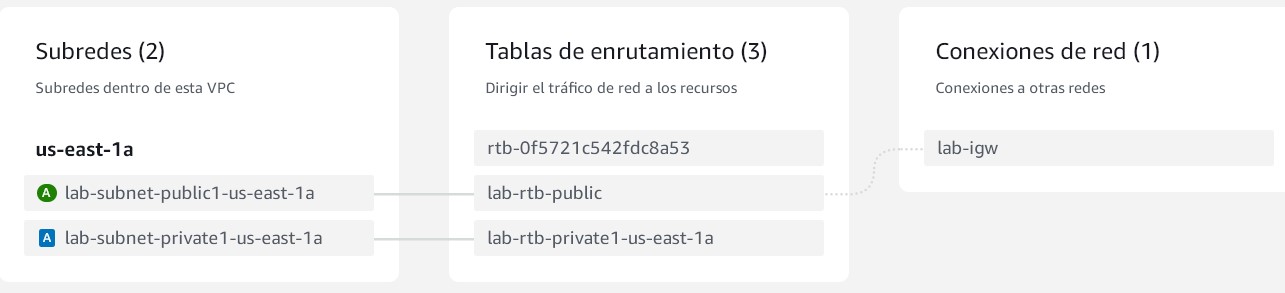 Subredes (2)
Subredes dentro de esta VPC
us-east-1a
A lab-subnet-public1-us-east-1a
A lab-subnet-private1-us-east-1a
Tablas de enrutamiento (3)
Dirigir el tráfico de red a los recursos
rtb-0f5721c542fdc8a53
lab-rtb-public
lab-rtb-private1-us-east-1a
Conexiones de red (1)
Conexiones a otras redes
lab-igw